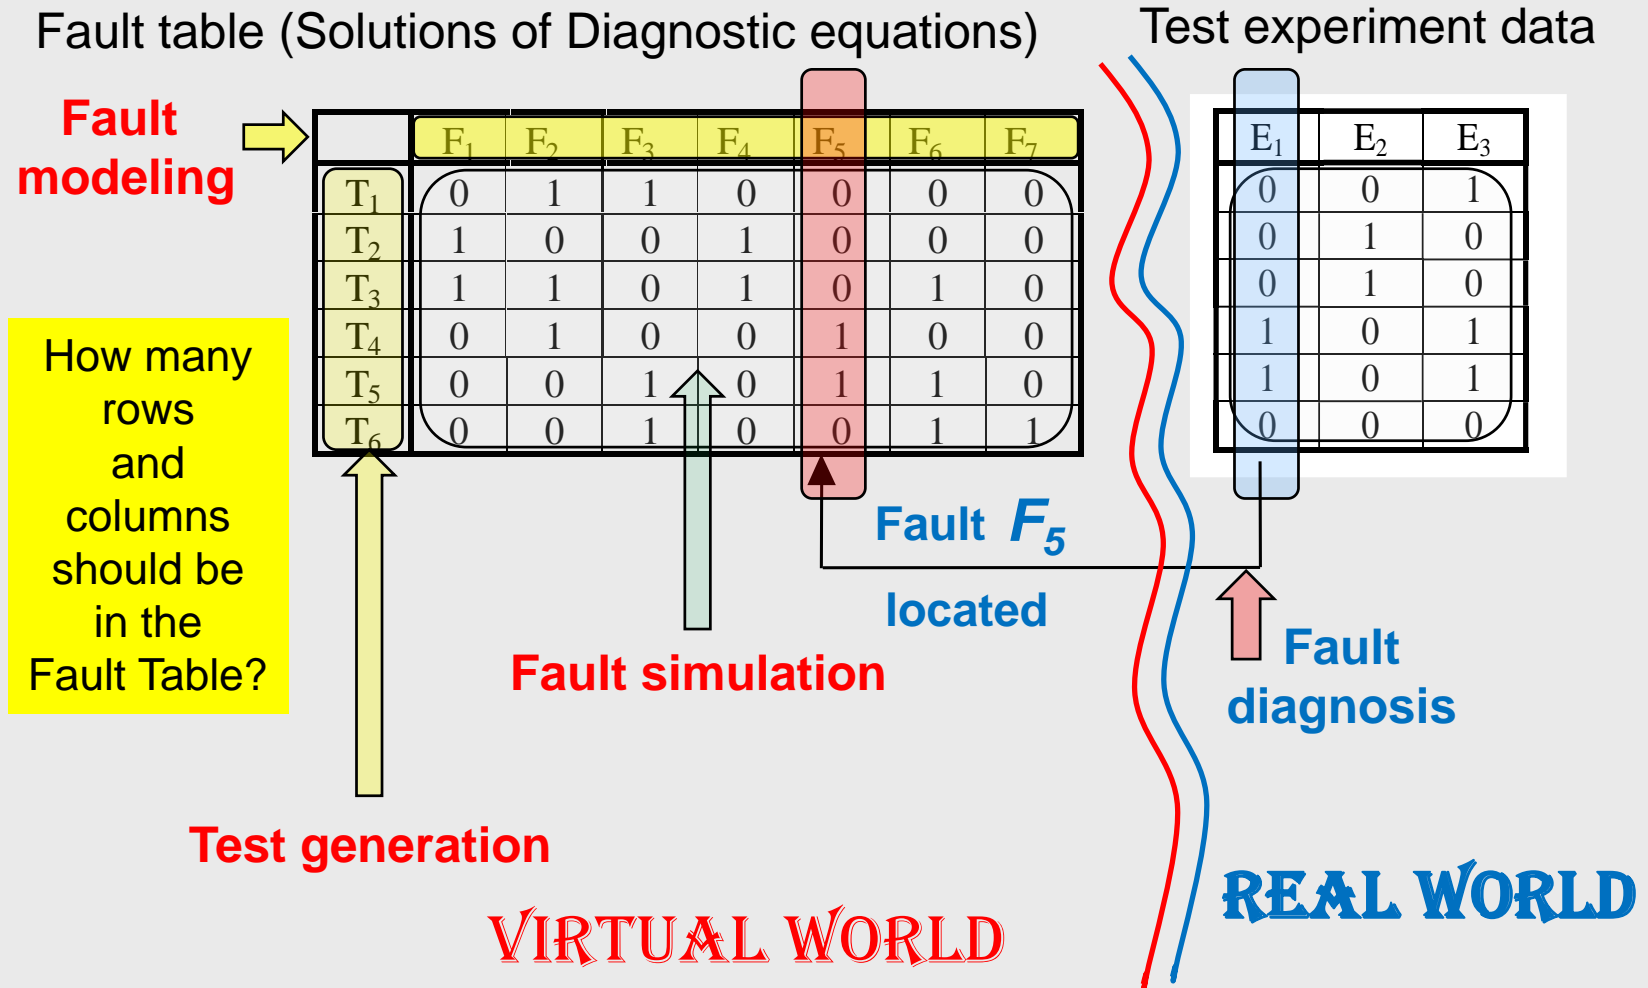 Fault table (Solutions of Diagnostic equations)
Test experiment data
Fault
modeling
F1 F2 F3 F4 F5 F6 F7
T1 0 1 1 0 0 0 0
T2 1 0 0 1 0 0 0
T3 1 1 0 1 0 1 0
T4 0 1 0 0 1 0 0
T5 0 0 1 0 1 1 0
T6 0 0 1 0 0 1 1
E1 E2 E3
0 0 1
0 1 0
0 1 0
1 0 1
1 0 1
0 0 0
How many
rows
and
columns
should be
in the
Fault Table?
Fault F5
located
Fault simulation
Fault
diagnosis
Test generation
VIRTUAL WORLD
REAL WORLD